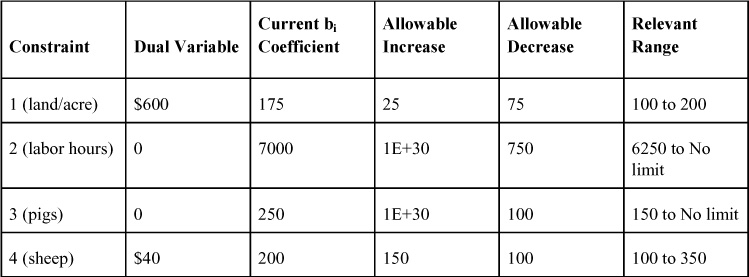 Constraint Dual Variable Current bi Coefficient Allowable Increase Allowable Decrease Relevant Range
1 (land/acre) $600 175 25 75 100 to 200
2 (labor hours) 0 7000 1E+30 750 6250 to No limit
3 (pigs) 0 250 1E+30 100 150 to No limit
4 (sheep) $40 200 150 100 100 to 350